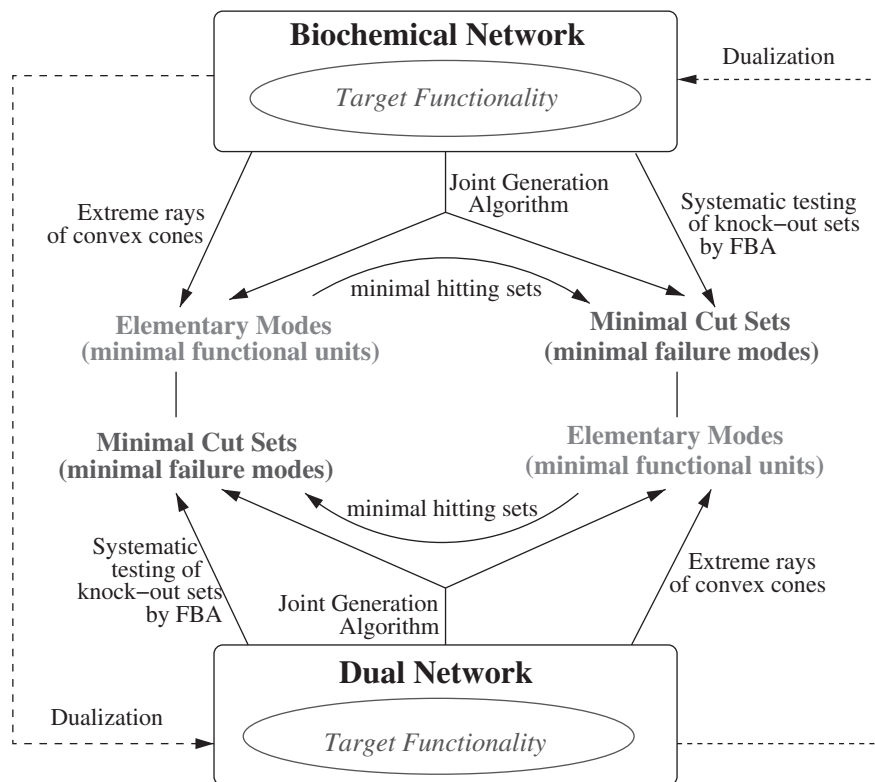 Biochemical Network
Target Functionality
Dualization
Joint Generation
Algorithm
Extreme rays
of convex cones
Systematic testing
of knock−out sets
by FBA
minimal hitting sets
Elementary Modes
(minimal functional units)
Minimal Cut Sets
(minimal failure modes)
Minimal Cut Sets
(minimal failure modes)
Elementary Modes
(minimal functional units)
minimal hitting sets
Systematic
testing of
knock−out sets
by FBA
Joint Generation
Algorithm
Extreme rays
of convex cones
Dual Network
Dualization
Target Functionality